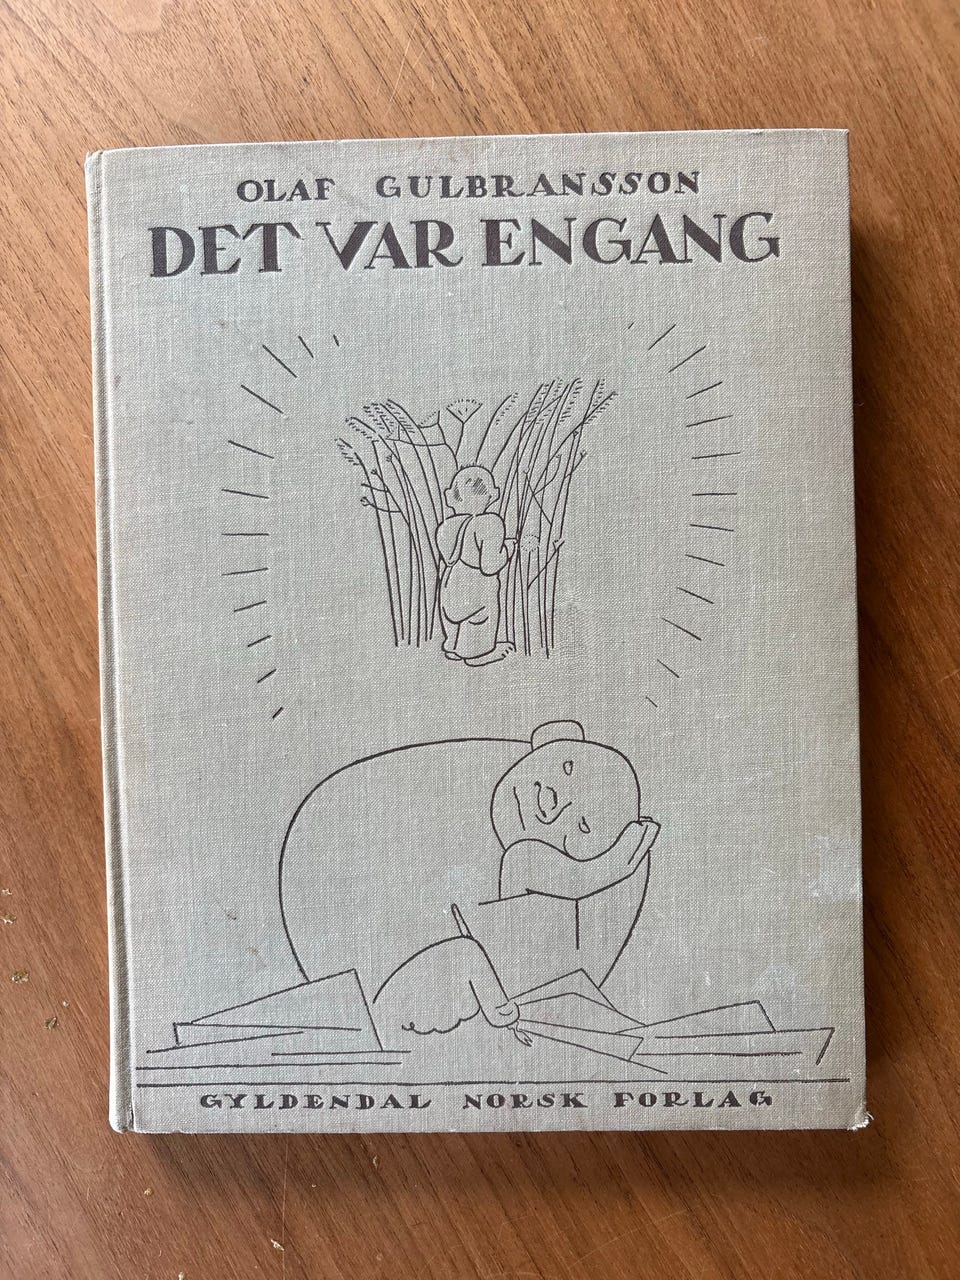 OLAF GULBRANSSON
DET VAR ENGANG
GYLDENDAL NORSK FORLAG